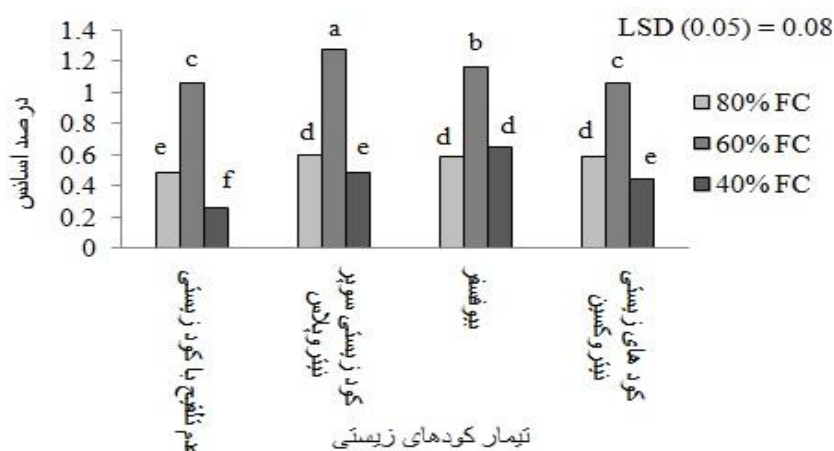 LSD (0.05) = 0.08
درصد اسانس
1.4
1.2
1
0.8
0.6
0.4
0.2
0
e
c
f
d
a
e
d
b
d
d
c
e
80% FC
60% FC
40% FC
عدم تلقیح با کود زیستی
کود زیستی سوپر
نیتروپلاس
بیوفسفر
کود های زیستی
نیتروکسین
تیمار کودهای زیستی